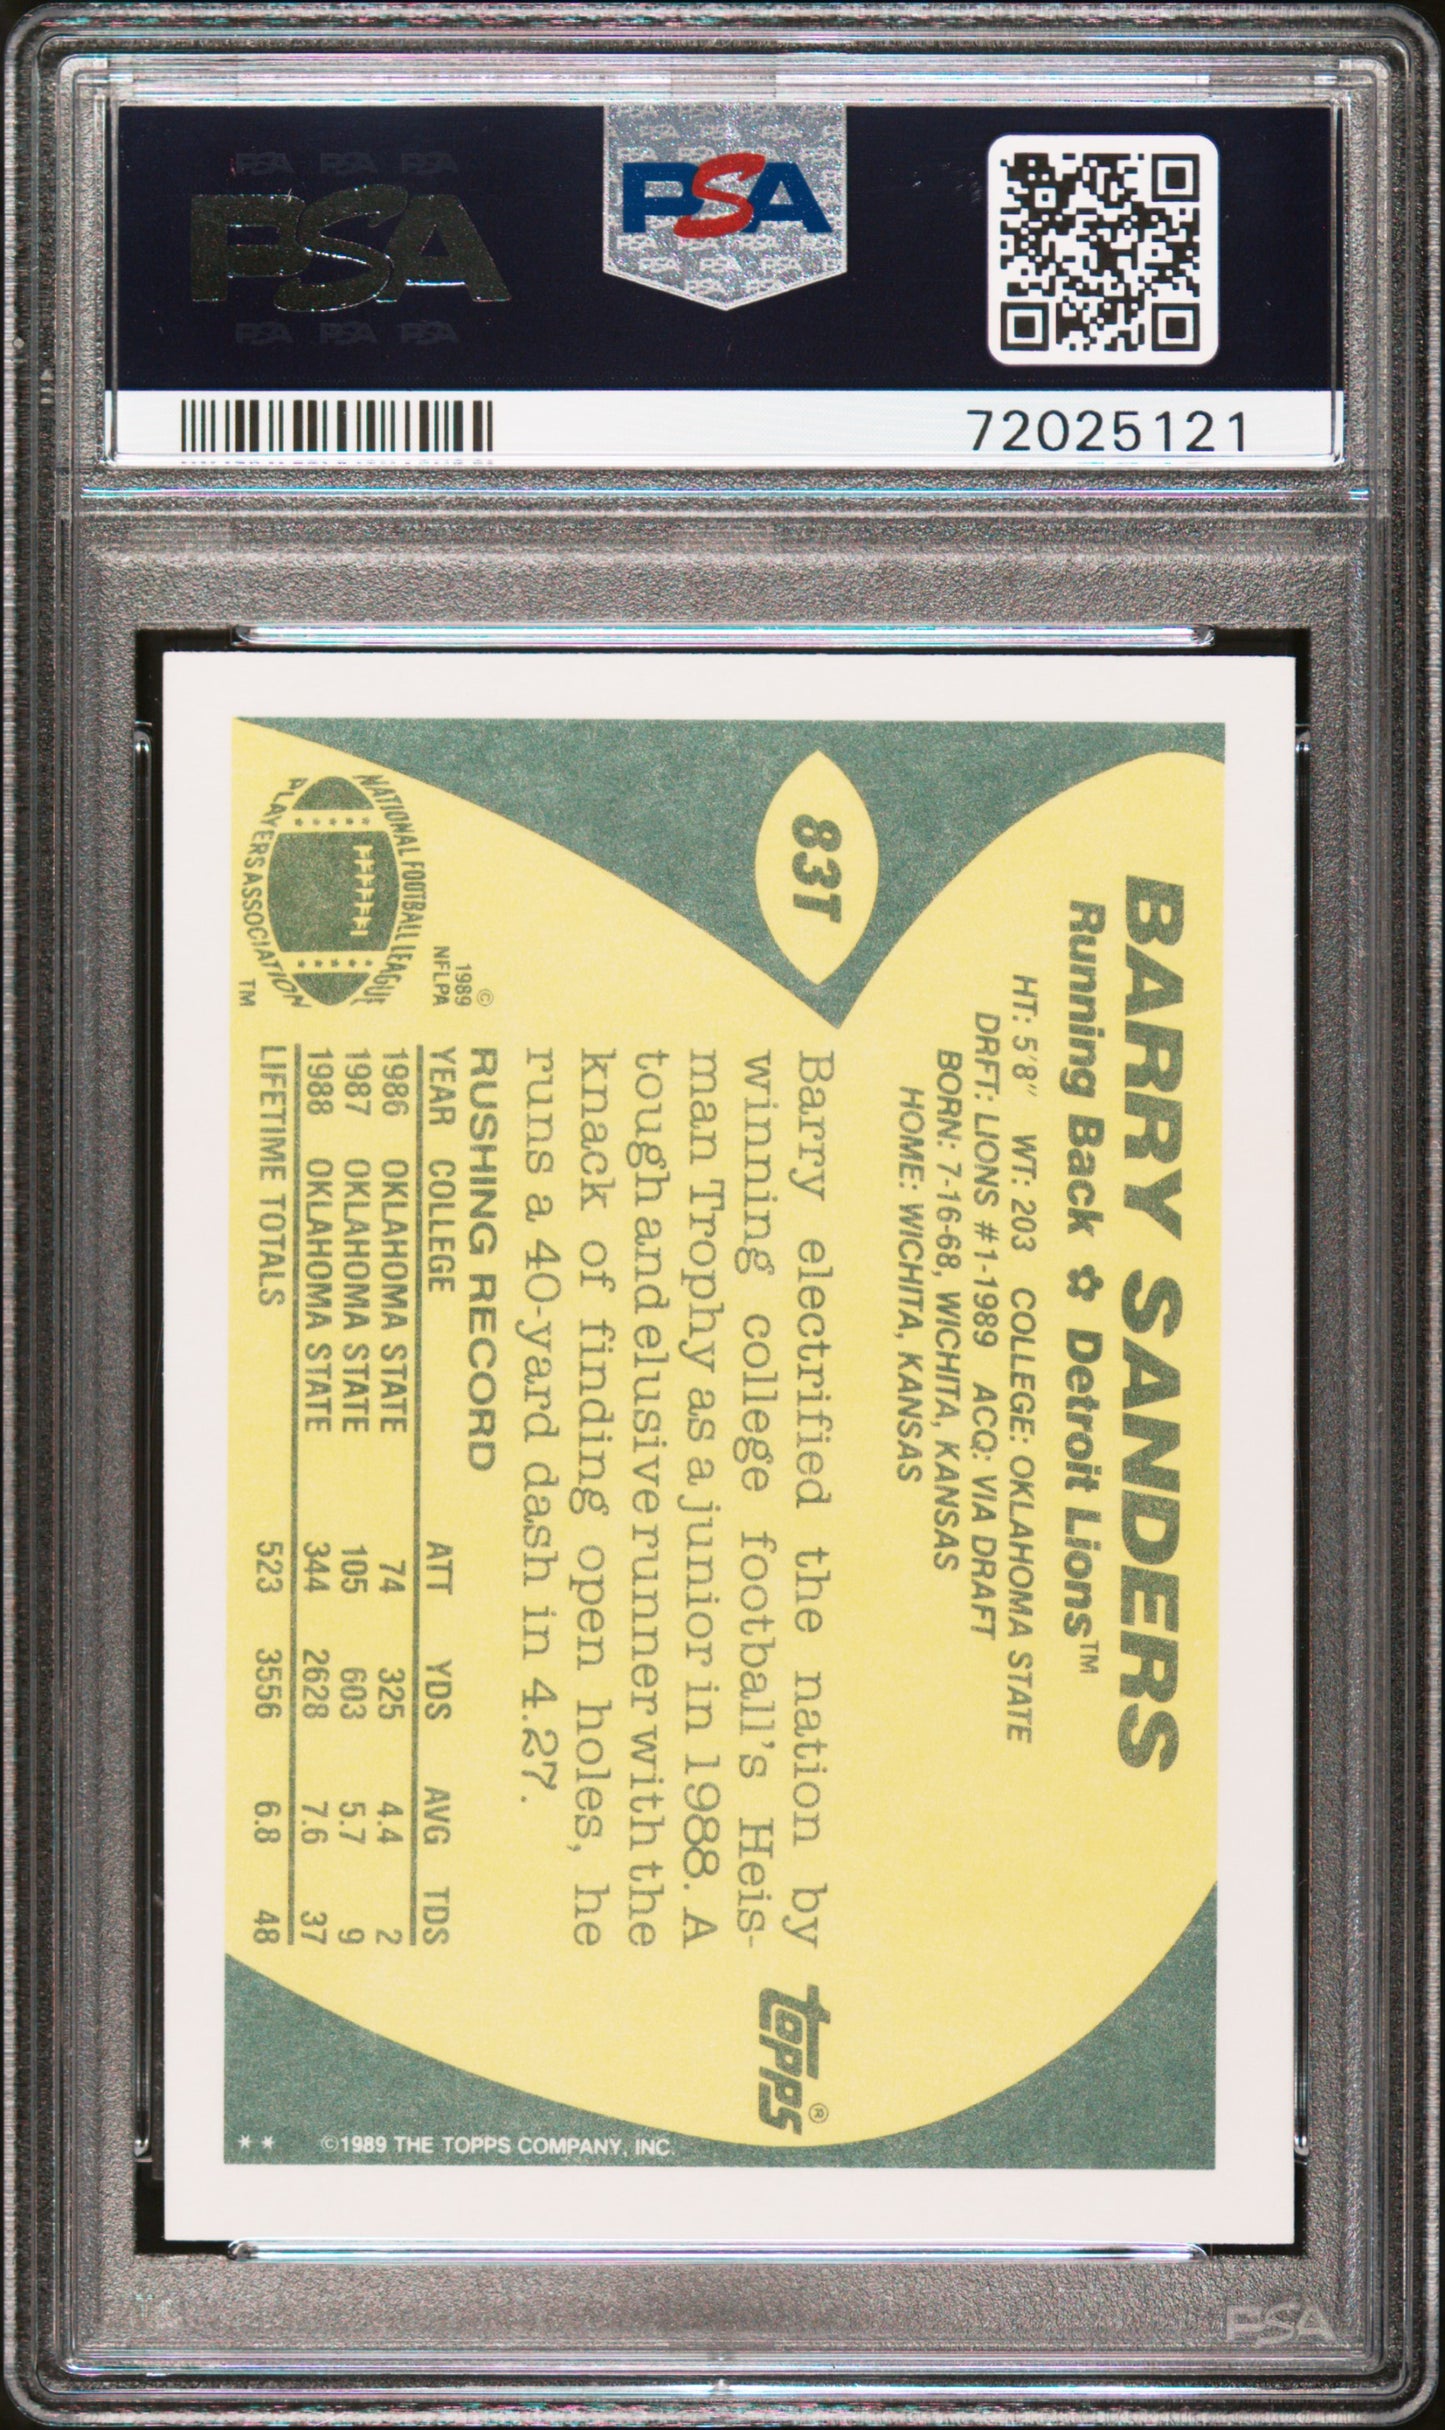 PSA PSA PSA
PSA
PSA PSA PSA
PSA
72025121
83T
BARRY SANDERS
Running Back ✿ Detroit Lions™
HT: 5'8" WT: 203 COLLEGE: OKLAHOMA STATE
DRFT: LIONS #1-1989 ACQ: VIA DRAFT
BORN: 7-16-68, WICHITA, KANSAS
HOME: WICHITA, KANSAS
Barry electrified the nation by
winning college football's Heis-
man Trophy as a junior in 1988. A
tough and elusive runner with the
knack of finding open holes, he
runs a 40-yard dash in 4.27.
topps®
NATIONAL FOOTBALL LEAGUE
PLAYERS ASSOCIATION
TM
©
1989
NFLPA
RUSHING RECORD
YEAR COLLEGE ATT YDS AVG TDS
1986 OKLAHOMA STATE 74 325 4.4 2
1987 OKLAHOMA STATE 105 603 5.7 9
1988 OKLAHOMA STATE 344 2628 7.6 37
LIFETIME TOTALS 523 3556 6.8 48
** ©1989 THE TOPPS COMPANY, INC.
PSA